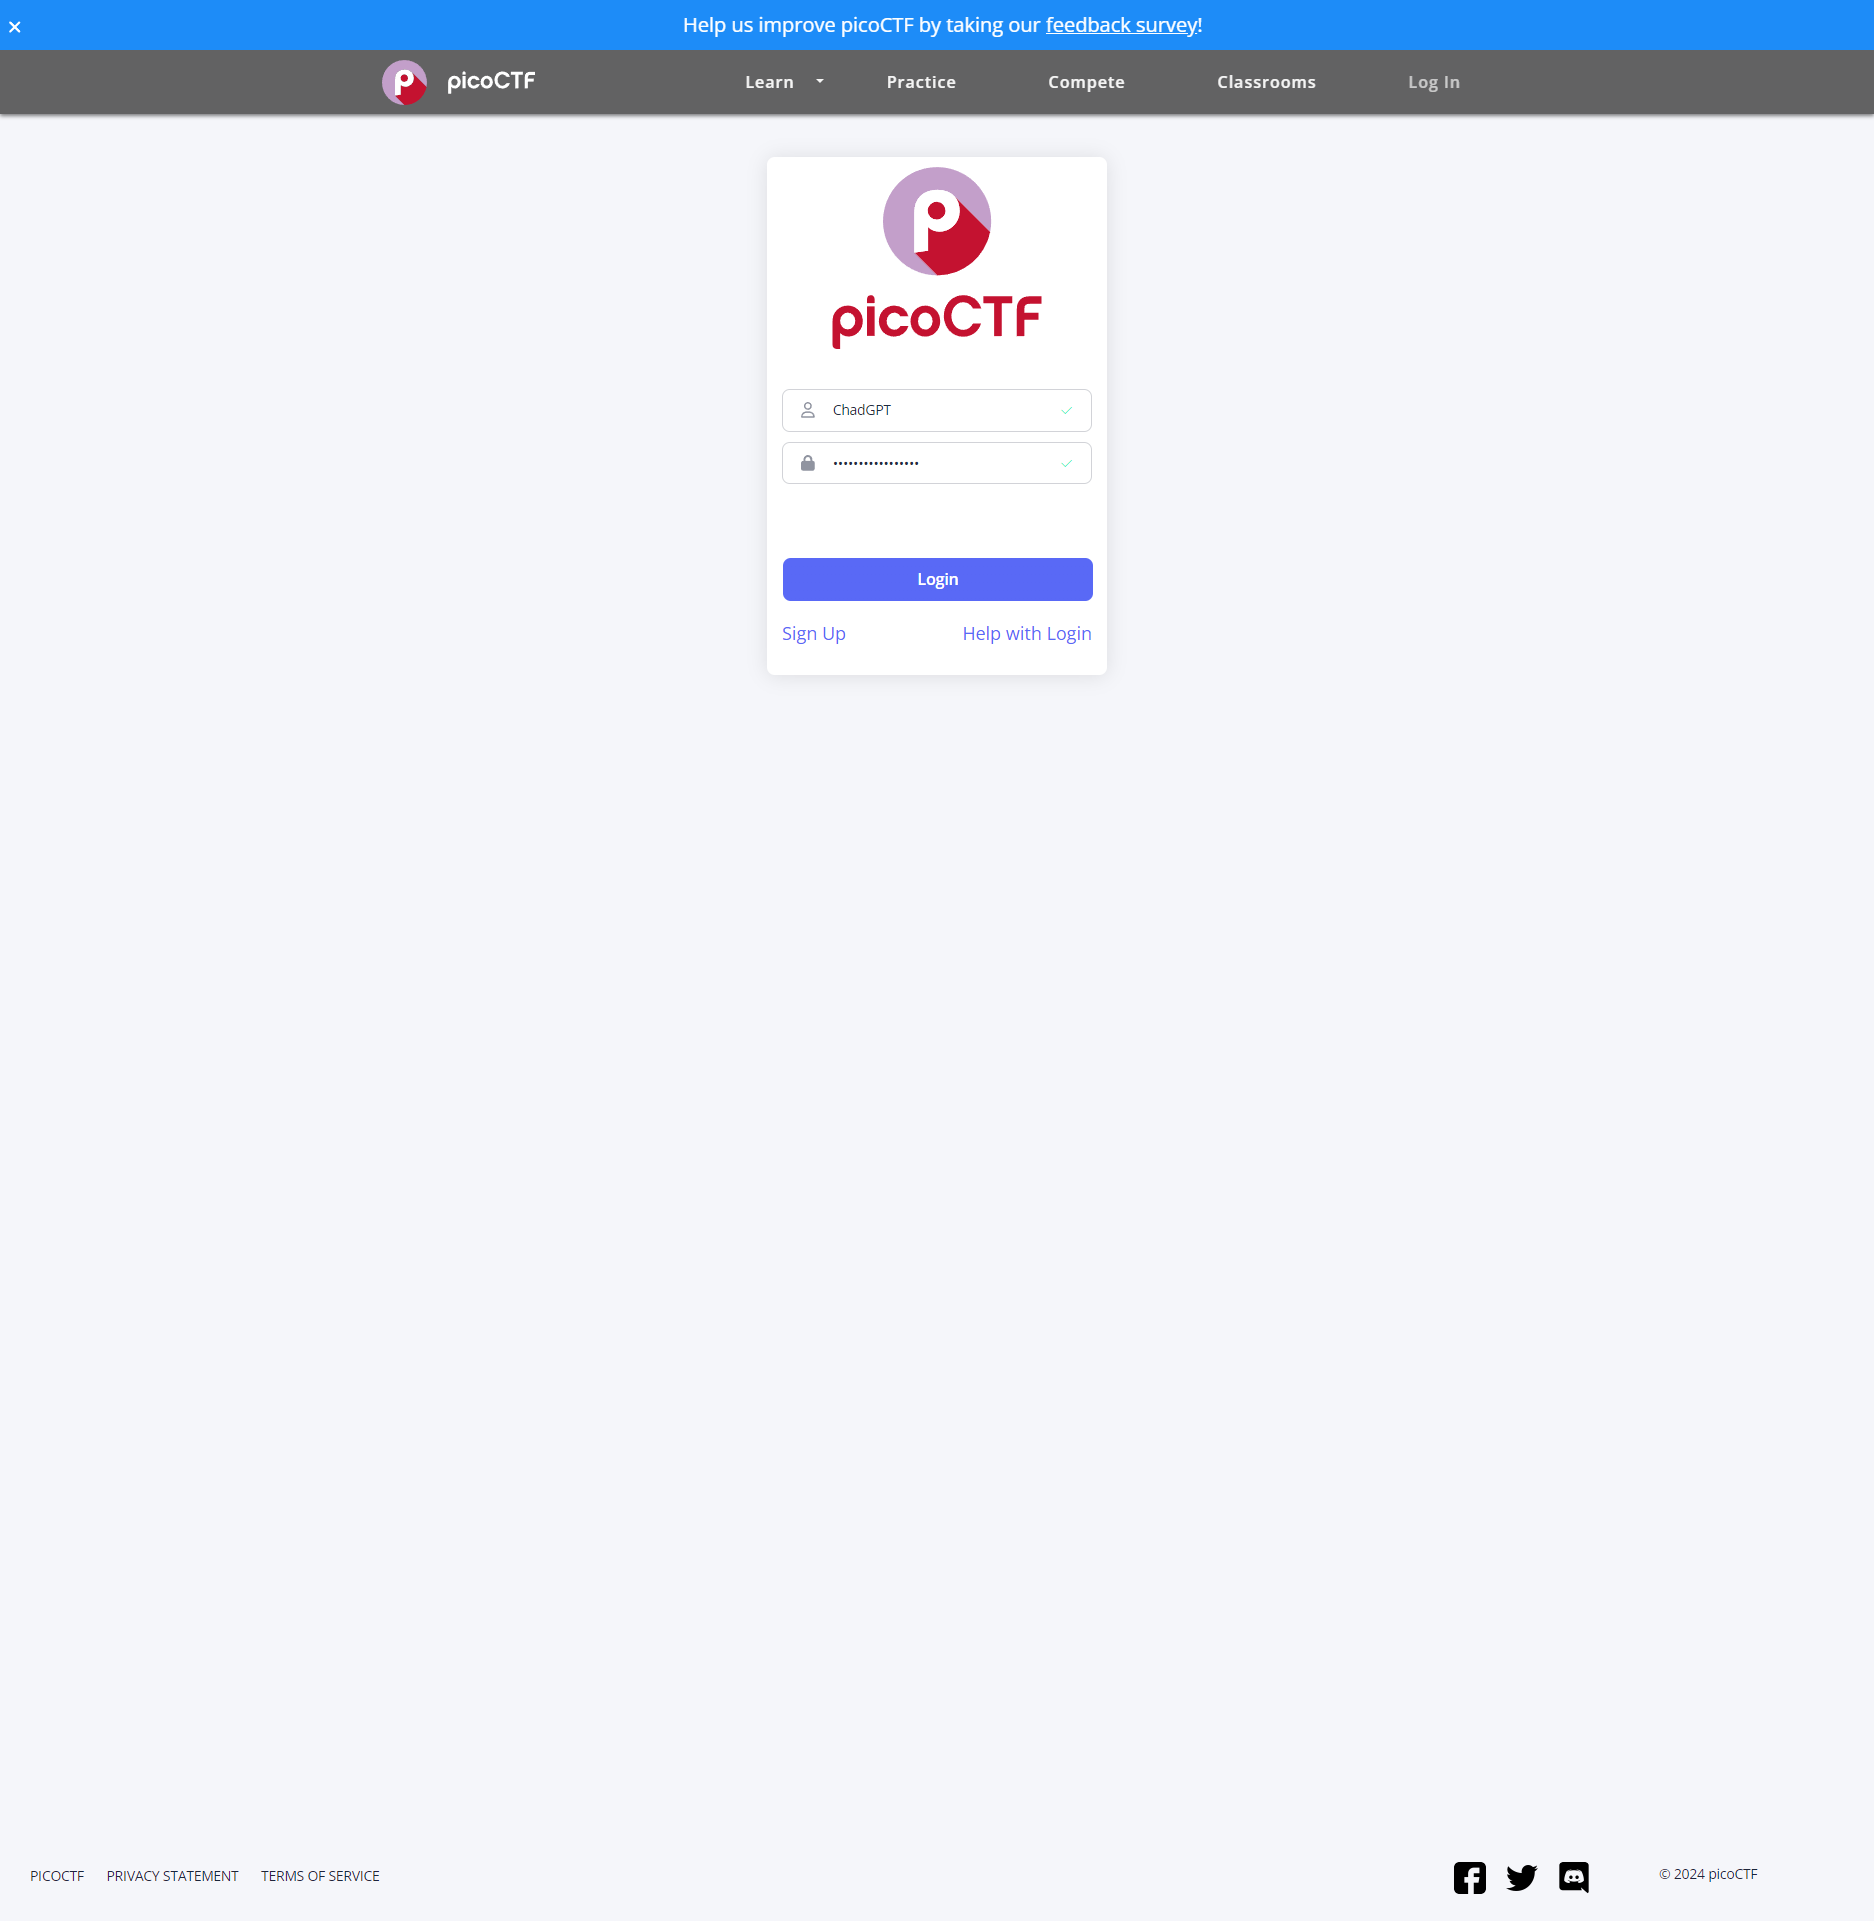 Help us improve picoCTF by taking our feedback survey!
picoCTF Learn Practice Compete Classrooms Log In
picoCTF
ChadGPT
•••••••••••••••••
Login
Sign Up Help with Login
PICOCTF PRIVACY STATEMENT TERMS OF SERVICE © 2024 picoCTF